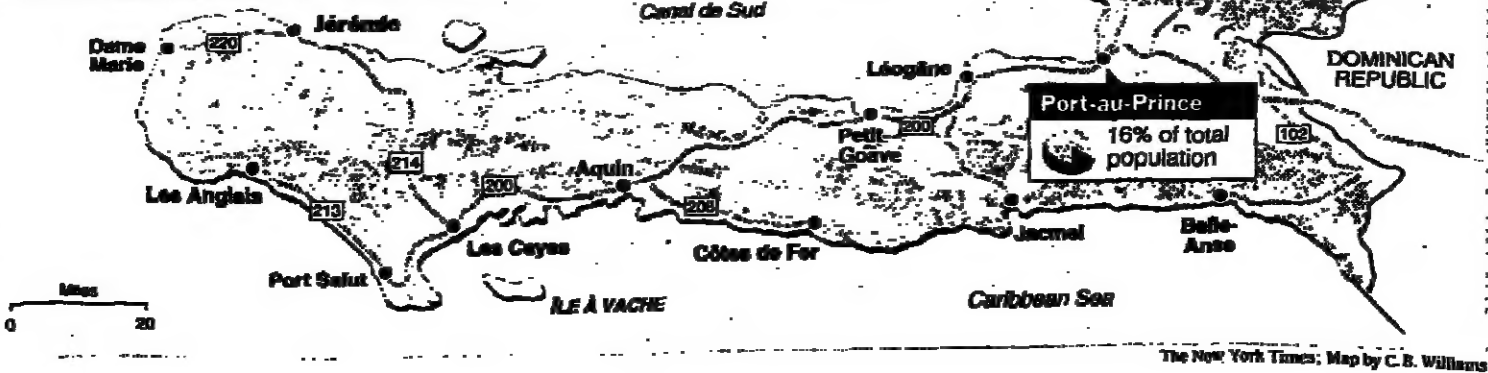 Canal de Sud
Jérémie
Dame
Marie
220
Léogâne
DOMINICAN
REPUBLIC
Port-au-Prince
16% of total
population
102
Petit-
Goave
200
214
Aquin
200
Les Anglais
213
208
Les Cayes
Côtes de Fer
Jacmel
Belle-
Anse
Port Salut
ÎLE À VACHE
Caribbean Sea
Miles
0 20
The New York Times; Map by C.B. Williams